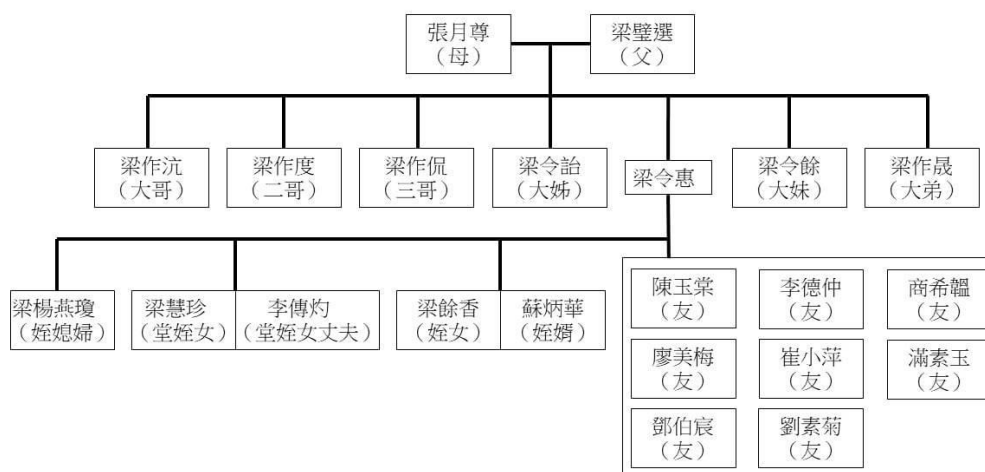 張月尊
（母）
梁璧選
（父）
梁作沆
（大哥）
梁作度
（二哥）
梁作侃
（三哥）
梁令詒
（大姊）
梁令惠
梁令餘
（大妹）
梁作晟
（大弟）
梁楊燕瓊
（姪媳婦）
梁慧珍
（堂姪女）
李傳灼
（堂姪女丈夫）
梁餘香
（姪女）
蘇炳華
（姪婿）
陳玉棠
（友）
李德仲
（友）
商希韞
（友）
廖美梅
（友）
崔小萍
（友）
滿素玉
（友）
鄧伯宸
（友）
劉素菊
（友）